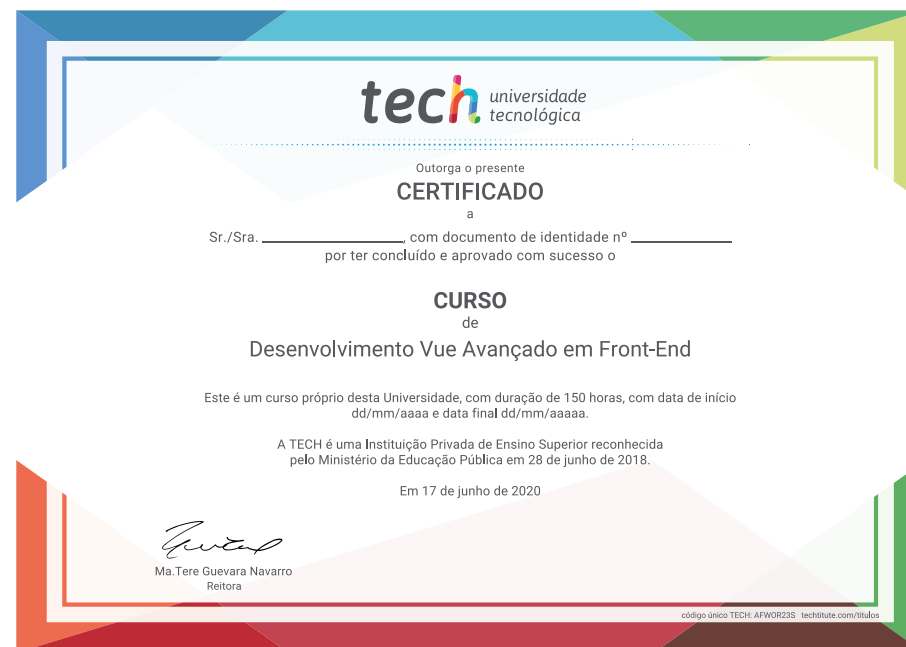 tech universidade
tecnológica
Outorga o presente
CERTIFICADO
a
Sr./Sra. ____________, com documento de identidade nº ____________
por ter concluído e aprovado com sucesso o
CURSO
de
Desenvolvimento Vue Avançado em Front-End
Este é um curso próprio desta Universidade, com duração de 150 horas, com data de início
dd/mm/aaaa e data final dd/mm/aaaaa.
A TECH é uma Instituição Privada de Ensino Superior reconhecida
pelo Ministério da Educação Pública em 28 de junho de 2018.
Em 17 de junho de 2020
Ma.Tere Guevara Navarro
Reitora
código único TECH: AFWOR23S techtitute.com/títulos